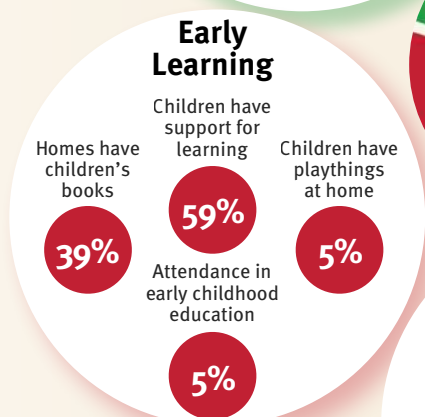 Early
Learning
Children have
support for
learning
59%
Homes have
children's
books
39%
Children have
playthings
at home
5%
Attendance in
early childhood
education
5%